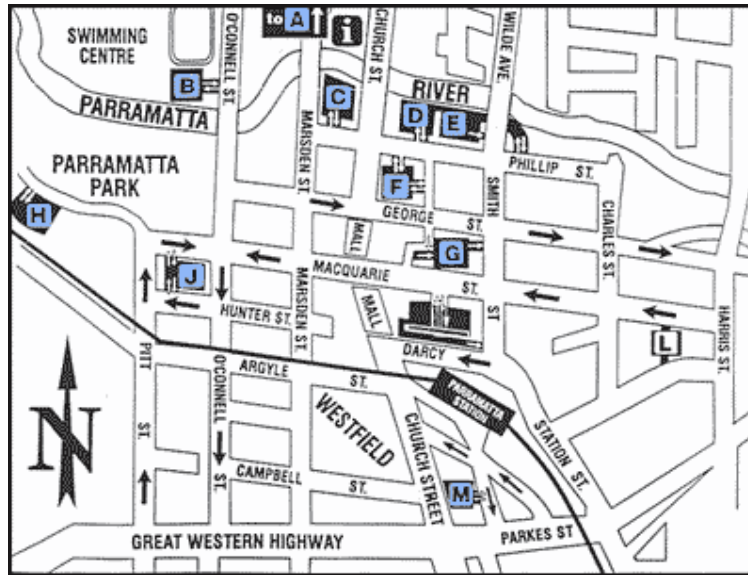 to A
i
SWIMMING
CENTRE
O'CONNELL ST.
CHURCH ST.
WILDE AVE.
B
C
D
E
RIVER
PARRAMATTA
MARSDEN ST.
PHILLIP ST.
PARRAMATTA
PARK
F
SMITH
H
GEORGE ST.
CHARLES ST.
MALL
G
J
MACQUARIE ST.
MARSDEN ST.
HUNTER ST.
MALL
ST
HARRIS ST.
L
DARCY
PITT
ST.
O'CONNELL
ST.
ARGYLE
ST.
PARRAMATTA
STATION
N
WESTFIELD
CHURCH STREET
STATION ST.
CAMPBELL
ST.
M
PARKES ST
GREAT WESTERN HIGHWAY